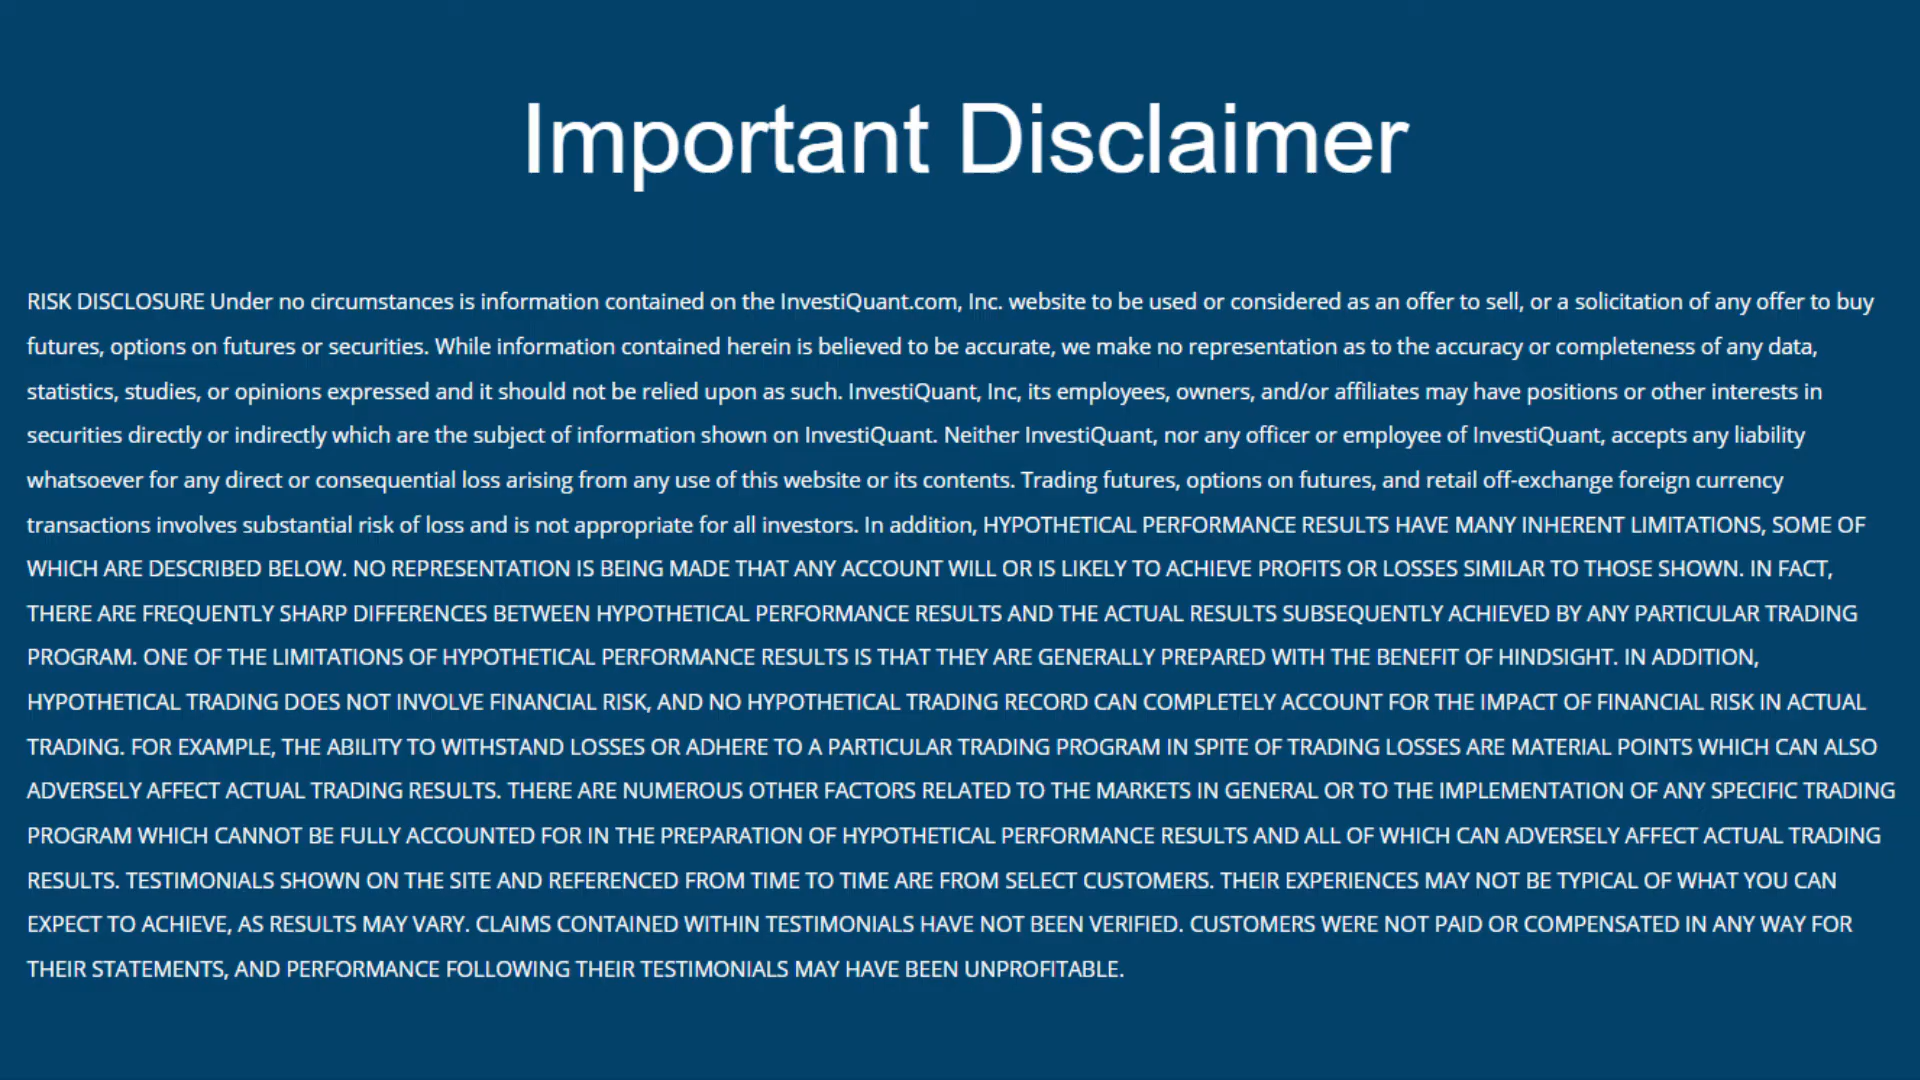 Important Disclaimer
RISK DISCLOSURE Under no circumstances is information contained on the InvestiQuant.com, Inc. website to be used or considered as an offer to sell, or a solicitation of any offer to buy
futures, options on futures or securities. While information contained herein is believed to be accurate, we make no representation as to the accuracy or completeness of any data,
statistics, studies, or opinions expressed and it should not be relied upon as such. InvestiQuant, Inc, its employees, owners, and/or affiliates may have positions or other interests in
securities directly or indirectly which are the subject of information shown on InvestiQuant. Neither InvestiQuant, nor any officer or employee of InvestiQuant, accepts any liability
whatsoever for any direct or consequential loss arising from any use of this website or its contents. Trading futures, options on futures, and retail off-exchange foreign currency
transactions involves substantial risk of loss and is not appropriate for all investors. In addition, HYPOTHETICAL PERFORMANCE RESULTS HAVE MANY INHERENT LIMITATIONS, SOME OF
WHICH ARE DESCRIBED BELOW. NO REPRESENTATION IS BEING MADE THAT ANY ACCOUNT WILL OR IS LIKELY TO ACHIEVE PROFITS OR LOSSES SIMILAR TO THOSE SHOWN. IN FACT,
THERE ARE FREQUENTLY SHARP DIFFERENCES BETWEEN HYPOTHETICAL PERFORMANCE RESULTS AND THE ACTUAL RESULTS SUBSEQUENTLY ACHIEVED BY ANY PARTICULAR TRADING
PROGRAM. ONE OF THE LIMITATIONS OF HYPOTHETICAL PERFORMANCE RESULTS IS THAT THEY ARE GENERALLY PREPARED WITH THE BENEFIT OF HINDSIGHT. IN ADDITION,
HYPOTHETICAL TRADING DOES NOT INVOLVE FINANCIAL RISK, AND NO HYPOTHETICAL TRADING RECORD CAN COMPLETELY ACCOUNT FOR THE IMPACT OF FINANCIAL RISK IN ACTUAL
TRADING. FOR EXAMPLE, THE ABILITY TO WITHSTAND LOSSES OR ADHERE TO A PARTICULAR TRADING PROGRAM IN SPITE OF TRADING LOSSES ARE MATERIAL POINTS WHICH CAN ALSO
ADVERSELY AFFECT ACTUAL TRADING RESULTS. THERE ARE NUMEROUS OTHER FACTORS RELATED TO THE MARKETS IN GENERAL OR TO THE IMPLEMENTATION OF ANY SPECIFIC TRADING
PROGRAM WHICH CANNOT BE FULLY ACCOUNTED FOR IN THE PREPARATION OF HYPOTHETICAL PERFORMANCE RESULTS AND ALL OF WHICH CAN ADVERSELY AFFECT ACTUAL TRADING
RESULTS. TESTIMONIALS SHOWN ON THE SITE AND REFERENCED FROM TIME TO TIME ARE FROM SELECT CUSTOMERS. THEIR EXPERIENCES MAY NOT BE TYPICAL OF WHAT YOU CAN
EXPECT TO ACHIEVE, AS RESULTS MAY VARY. CLAIMS CONTAINED WITHIN TESTIMONIALS HAVE NOT BEEN VERIFIED. CUSTOMERS WERE NOT PAID OR COMPENSATED IN ANY WAY FOR
THEIR STATEMENTS, AND PERFORMANCE FOLLOWING THEIR TESTIMONIALS MAY HAVE BEEN UNPROFITABLE.